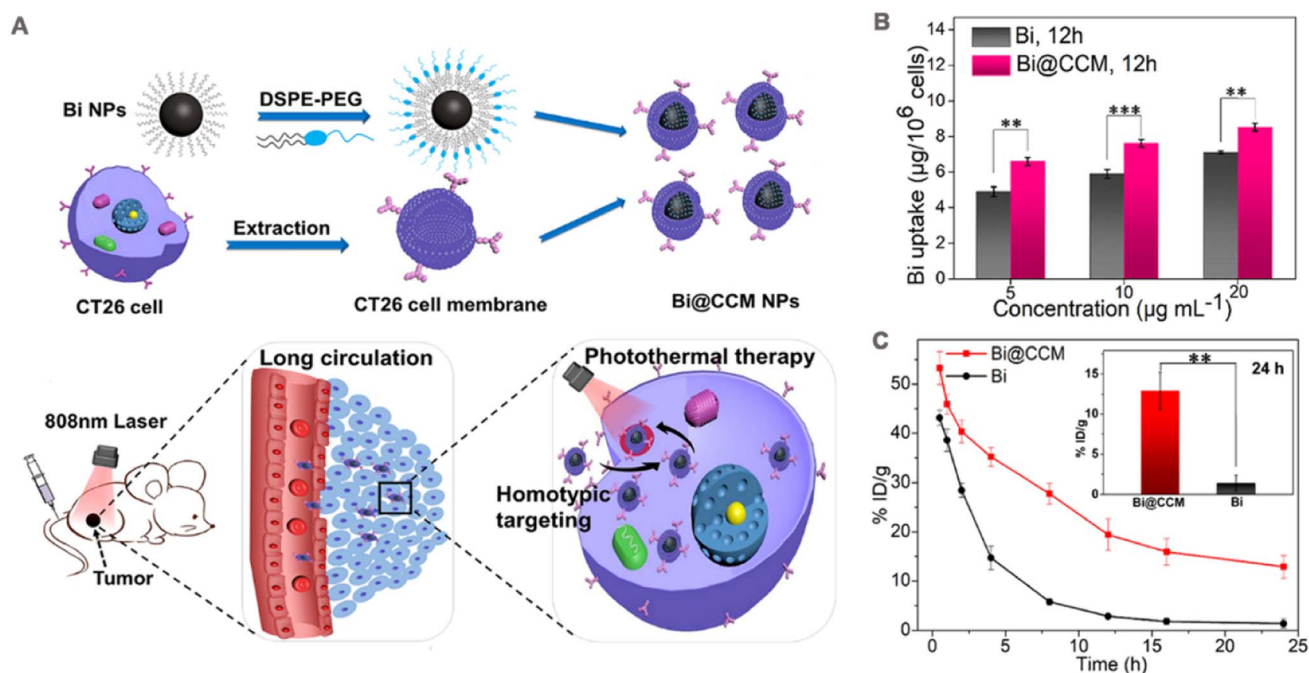 A
Bi NPs
DSPE-PEG
Extraction
CT26 cell
CT26 cell membrane
Bi@CCM NPs
808nm Laser
Tumor
Long circulation
Photothermal therapy
Homotypic
targeting
B
Bi, 12h
Bi@CCM, 12h
Bi uptake (µg/10⁶ cells)
14
12
10
8
6
4
2
0
**
***
**
5
10
20
Concentration (µg mL⁻¹)
C
Bi@CCM
Bi
% ID/g
50
40
30
20
10
0
0
5
10
15
20
25
Time (h)
**
24 h
% ID/g
15
10
5
0
Bi@CCM
Bi